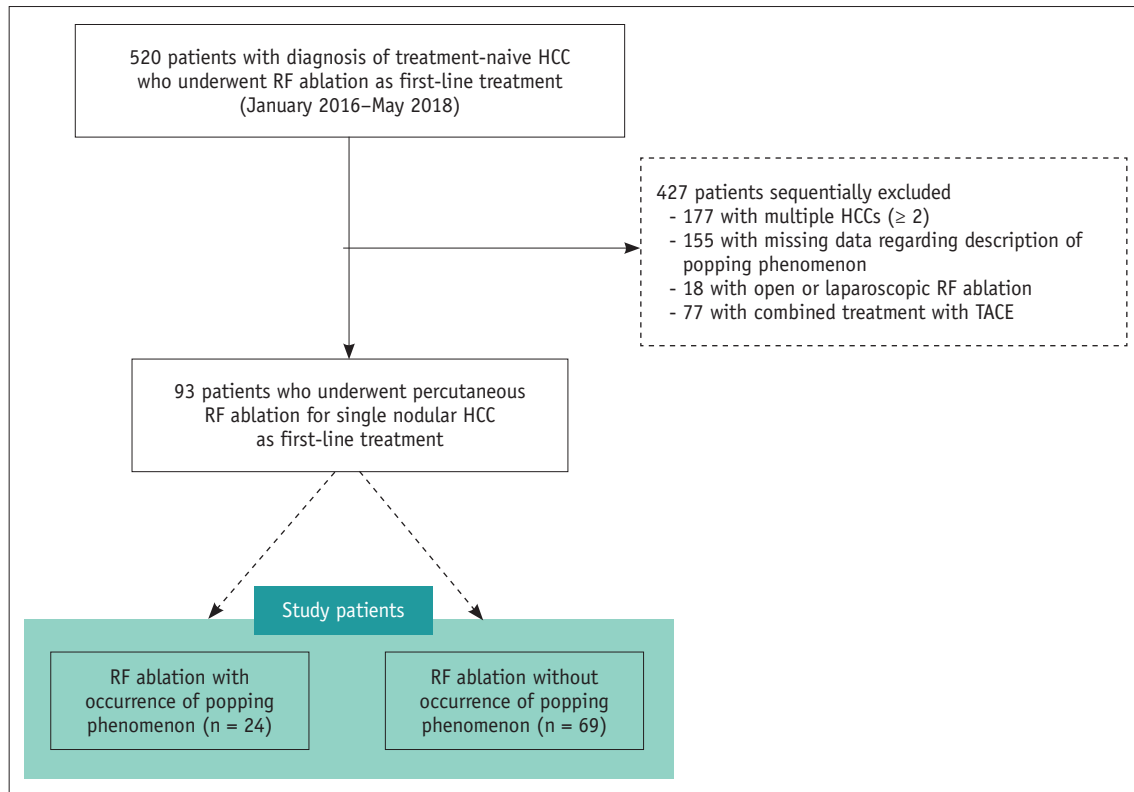 520 patients with diagnosis of treatment-naive HCC
who underwent RF ablation as first-line treatment
(January 2016–May 2018)
427 patients sequentially excluded
- 177 with multiple HCCs (≥ 2)
- 155 with missing data regarding description of
popping phenomenon
- 18 with open or laparoscopic RF ablation
- 77 with combined treatment with TACE
93 patients who underwent percutaneous
RF ablation for single nodular HCC
as first-line treatment
Study patients
RF ablation with
occurrence of popping
phenomenon (n = 24)
RF ablation without
occurrence of popping
phenomenon (n = 69)